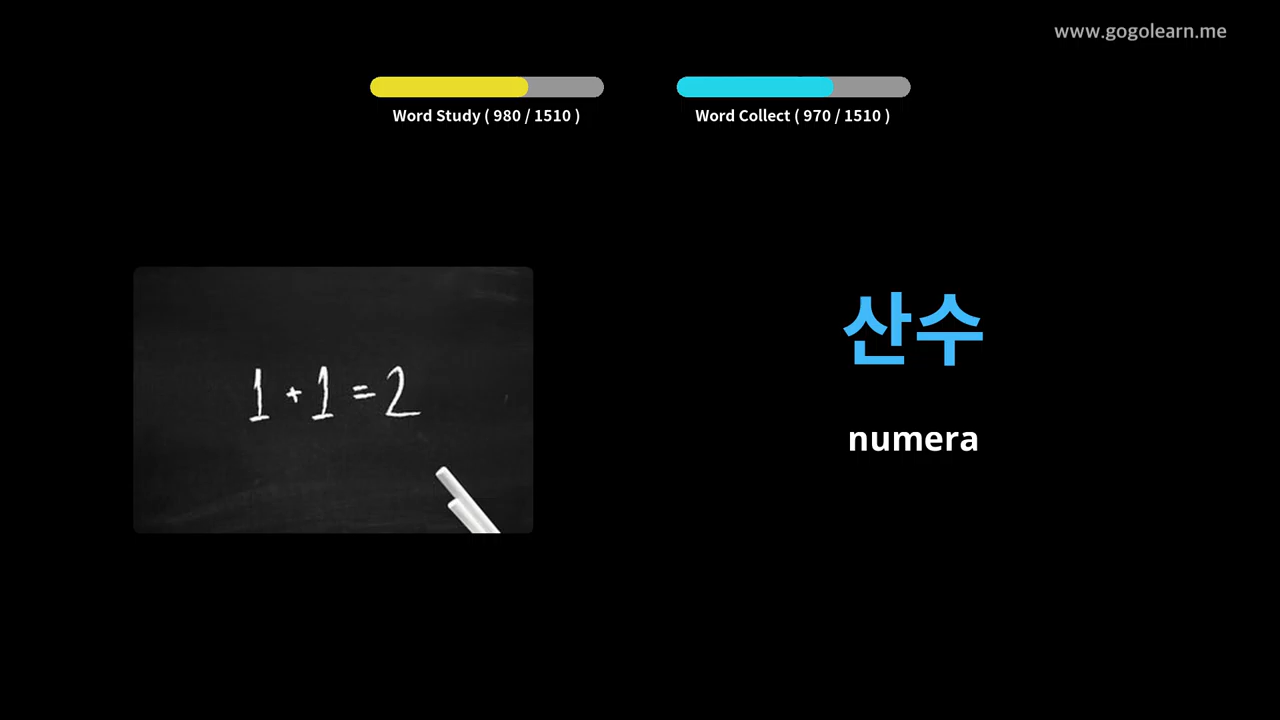 www.gogolearn.me
Word Study ( 980 / 1510 )
Word Collect ( 970 / 1510 )
1 + 1 = 2
산수
numera